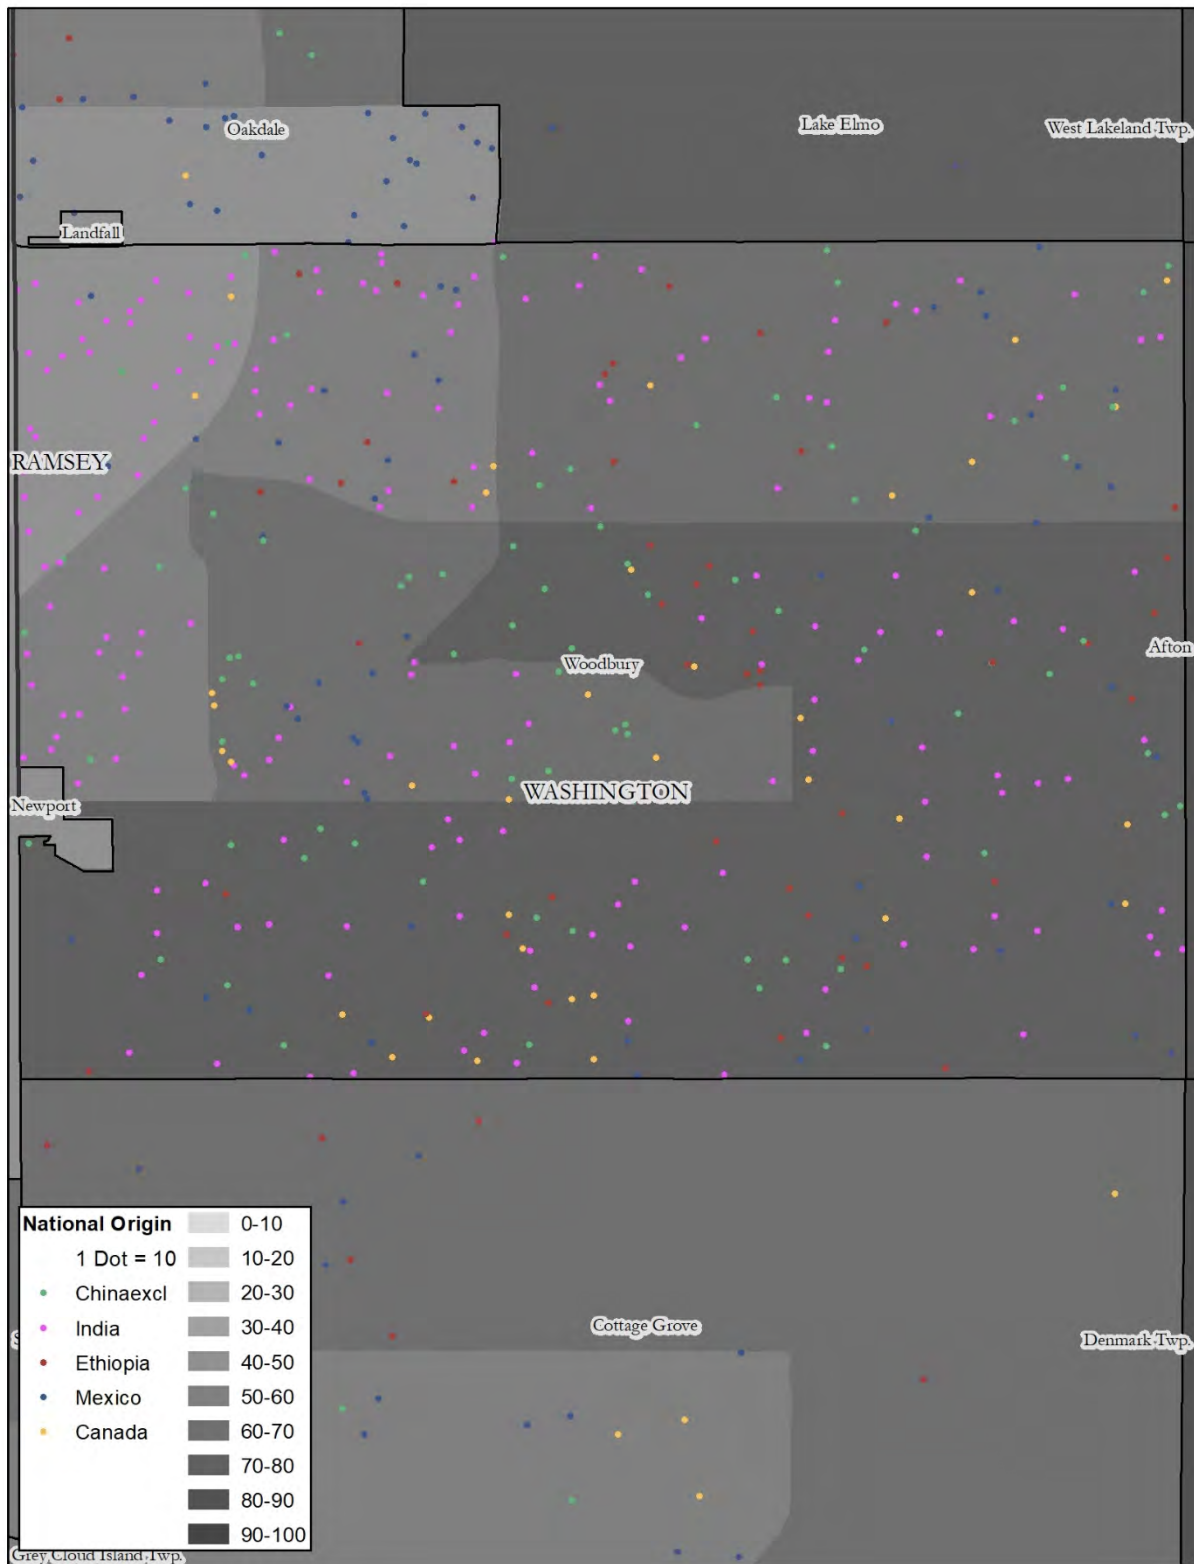 Oakdale
Lake Elmo
West Lakeland Twp.
Landfall
RAMSEY
Woodbury
Afton
WASHINGTON
Newport
National Origin
1 Dot = 10
Chinaexcl
India
Ethiopia
Mexico
Canada
0-10
10-20
20-30
30-40
40-50
50-60
60-70
70-80
80-90
90-100
Cottage Grove
Denmark Twp.
Grey Cloud Island Twp.